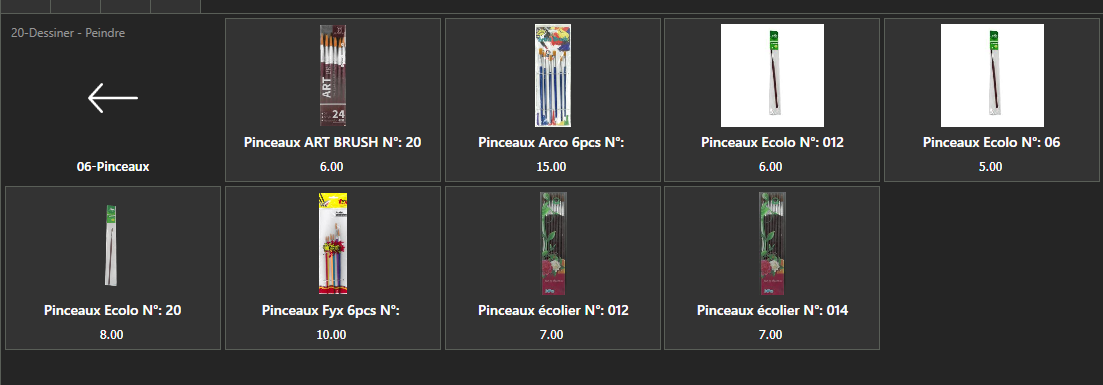 20-Dessiner - Peindre
06-Pinceaux
ART
24
Pinceaux ART BRUSH N°: 20
6.00
Pinceaux Arco 6pcs N°:
15.00
Pinceaux Ecolo N°: 012
6.00
Pinceaux Ecolo N°: 06
5.00
Pinceaux Ecolo N°: 20
8.00
Pinceaux Fyx 6pcs N°:
10.00
Pinceaux écolier N°: 012
7.00
Pinceaux écolier N°: 014
7.00